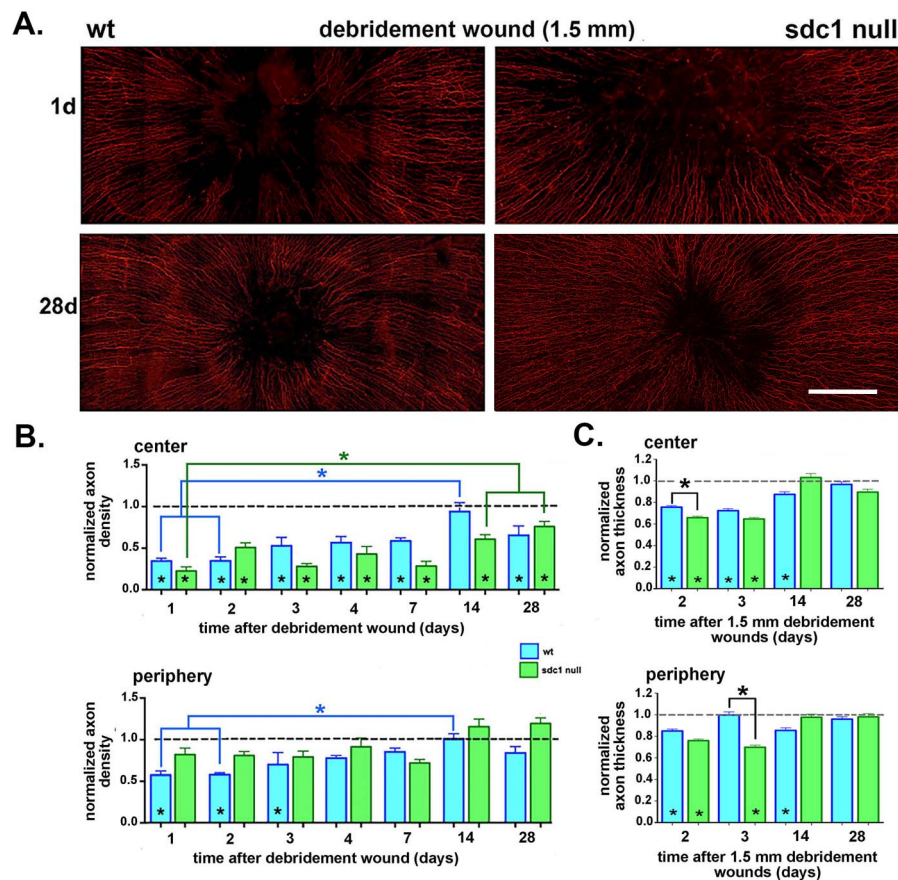 A. wt debridement wound (1.5 mm) sdc1 null
1d
28d
B.
center
normalized axon
density
1.5
1.0
0.5
0.0
*
*
* * * * * * * * * * * * *
1 2 3 4 7 14 28
time after debridement wound (days)
wt
sdc1 null
periphery
normalized axon
density
1.5
1.0
0.5
0.0
*
* * *
1 2 3 4 7 14 28
time after debridement wound (days)
C.
center
normalized
axon thickness
1.2
1.0
0.8
0.6
0.4
0.2
0.0
*
* * * * *
2 3 14 28
time after 1.5 mm debridement
wounds (days)
periphery
normalized
axon thickness
1.2
1.0
0.8
0.6
0.4
0.2
0.0
*
* * * *
2 3 14 28
time after 1.5 mm debridement
wounds (days)